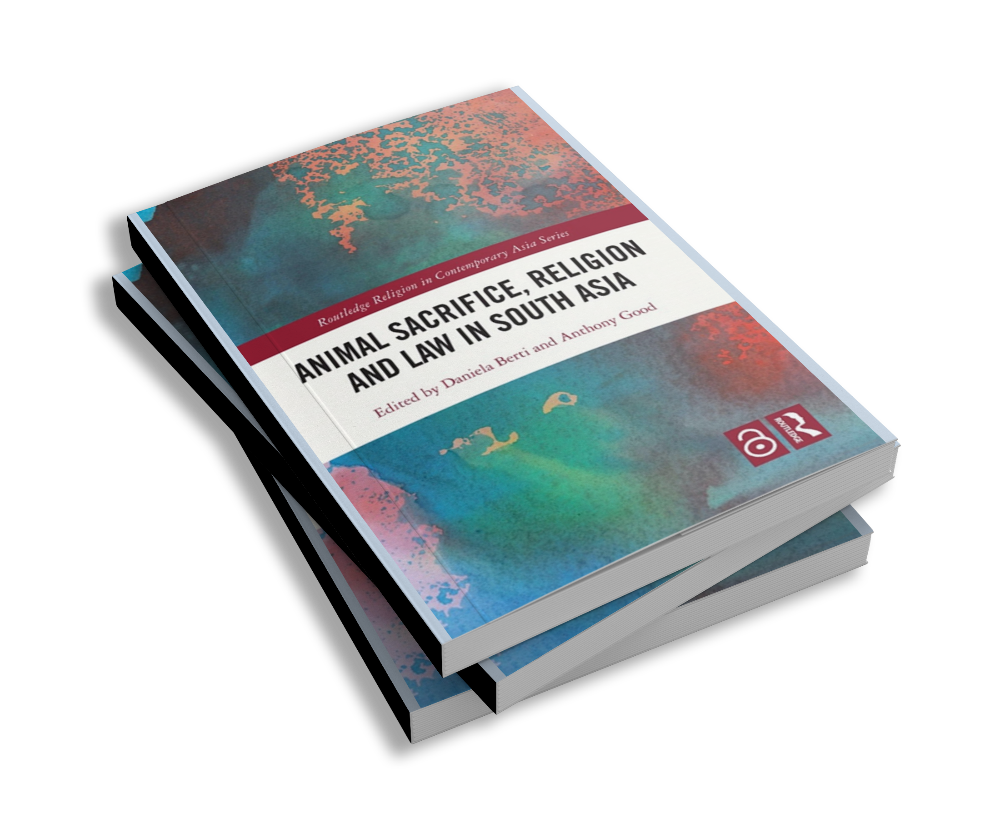 Routledge Religion in Contemporary Asia Series
ANIMAL SACRIFICE, RELIGION
AND LAW IN SOUTH ASIA
Edited by Daniela Berti and Anthony Good
ROUTLEDGE